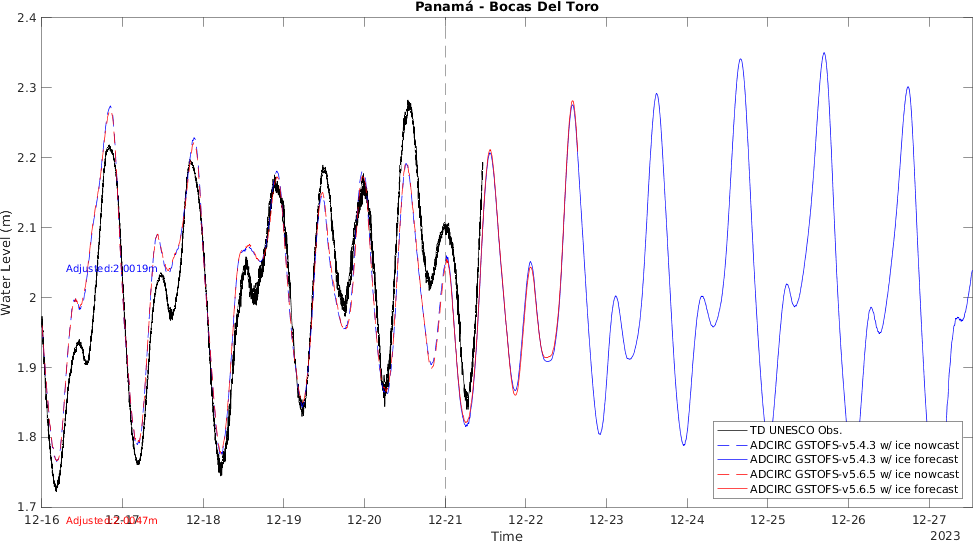 Panamá - Bocas Del Toro
2.4
2.3
2.2
2.1
2
1.9
1.8
1.7
Water Level (m)
Adjusted:2.0019m
TD UNESCO Obs.
ADCIRC GSTOFS-v5.4.3 w/ ice nowcast
ADCIRC GSTOFS-v5.4.3 w/ ice forecast
ADCIRC GSTOFS-v5.6.5 w/ ice nowcast
ADCIRC GSTOFS-v5.6.5 w/ ice forecast
12-16 12-17 12-18 12-19 12-20 12-21 12-22 12-23 12-24 12-25 12-26 12-27
Time
2023